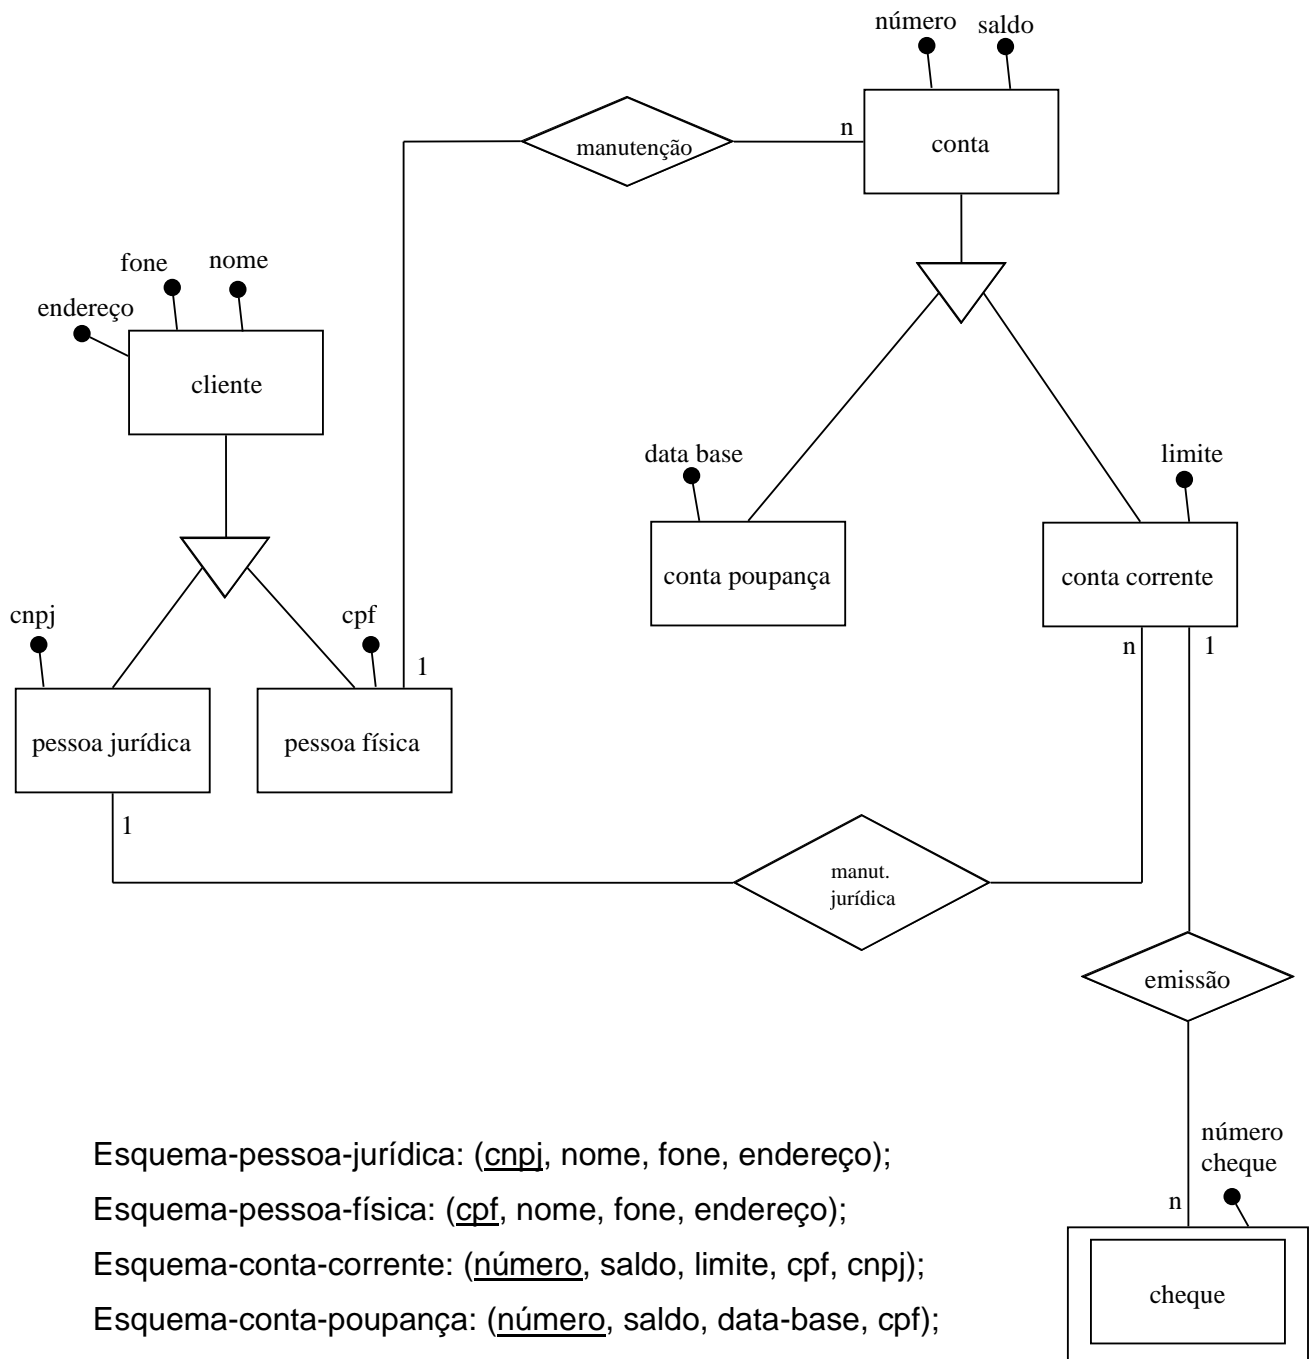 número
saldo
n
conta
manutenção
fone
nome
endereço
cliente
data base
limite
conta poupança
conta corrente
cnpj
cpf
n
1
1
pessoa jurídica
pessoa física
1
manut.
jurídica
emissão
número
cheque
n
cheque
Esquema-pessoa-jurídica: (cnpj, nome, fone, endereço);
Esquema-pessoa-física: (cpf, nome, fone, endereço);
Esquema-conta-corrente: (número, saldo, limite, cpf, cnpj);
Esquema-conta-poupança: (número, saldo, data-base, cpf);